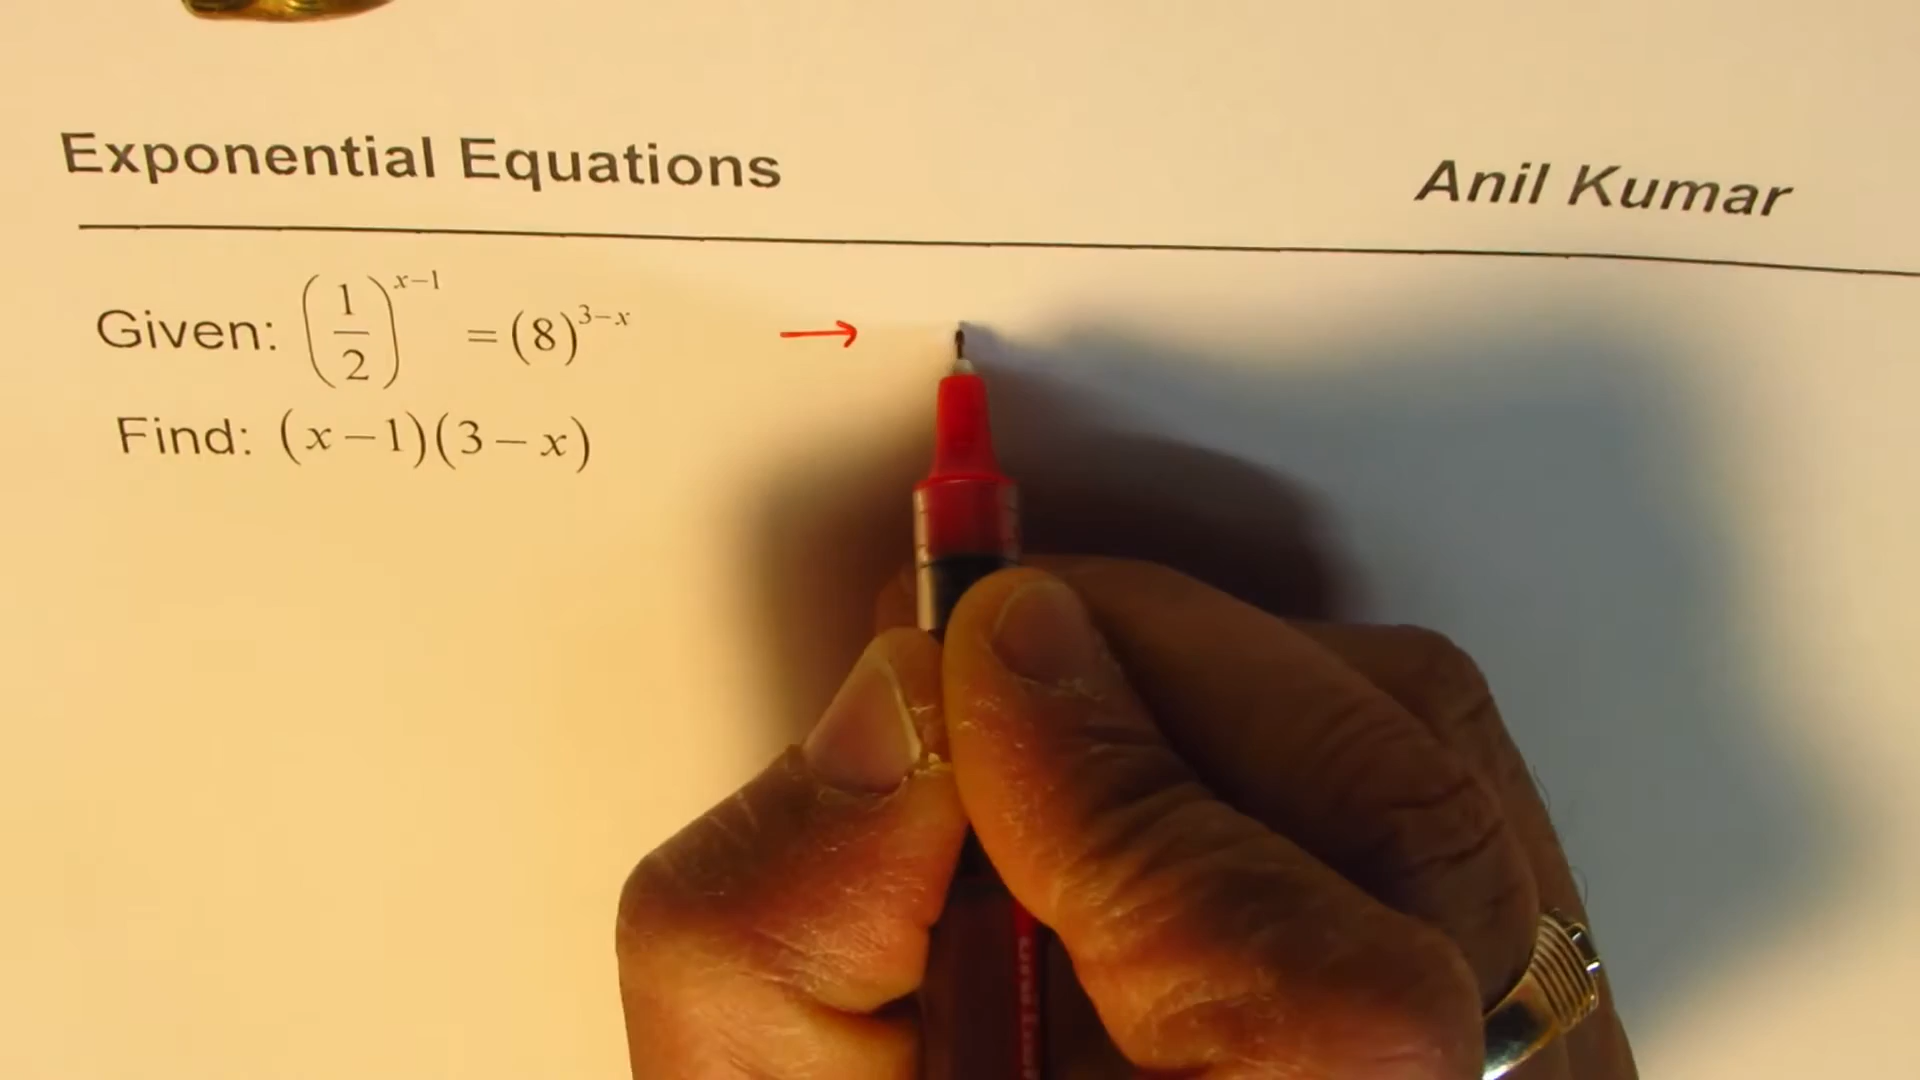 Exponential Equations
Anil Kumar
Given: (1/2)^{x-1} = (8)^{3-x} →
Find: (x-1)(3-x)